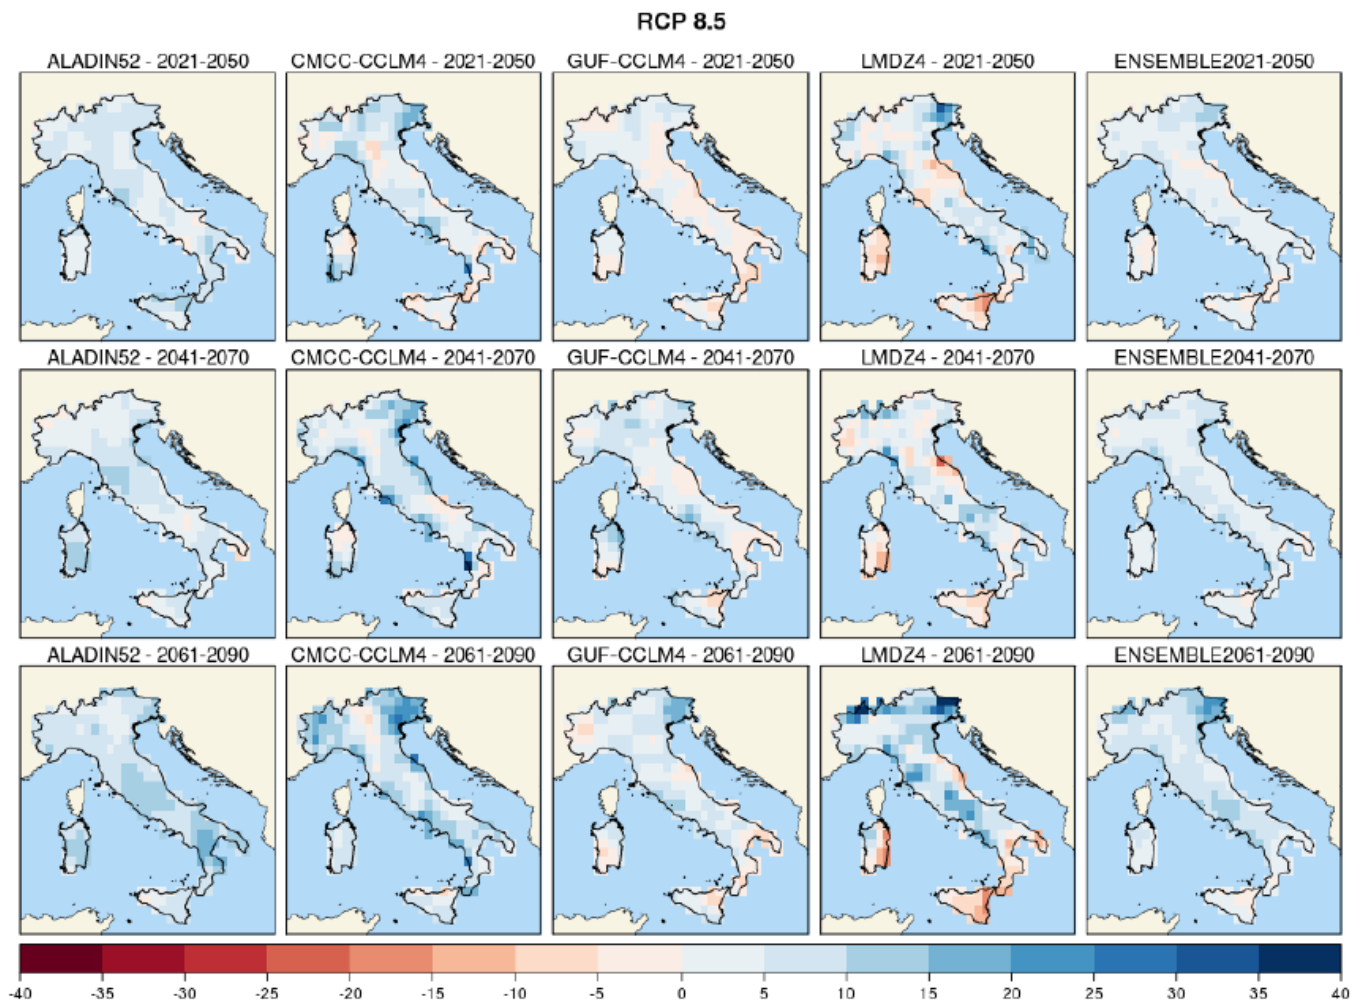 RCP 8.5
ALADIN52 - 2021-2050 CMCC-CCLM4 - 2021-2050 GUF-CCLM4 - 2021-2050 LMDZ4 - 2021-2050 ENSEMBLE2021-2050
ALADIN52 - 2041-2070 CMCC-CCLM4 - 2041-2070 GUF-CCLM4 - 2041-2070 LMDZ4 - 2041-2070 ENSEMBLE2041-2070
ALADIN52 - 2061-2090 CMCC-CCLM4 - 2061-2090 GUF-CCLM4 - 2061-2090 LMDZ4 - 2061-2090 ENSEMBLE2061-2090
-40 -35 -30 -25 -20 -15 -10 -5 0 5 10 15 20 25 30 35 40